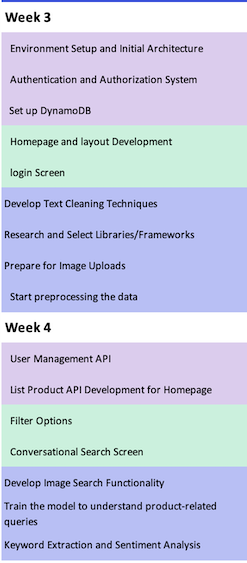 Week 3
Environment Setup and Initial Architecture
Authentication and Authorization System
Set up DynamoDB
Homepage and layout Development
login Screen
Develop Text Cleaning Techniques
Research and Select Libraries/Frameworks
Prepare for Image Uploads
Start preprocessing the data
Week 4
User Management API
List Product API Development for Homepage
Filter Options
Conversational Search Screen
Develop Image Search Functionality
Train the model to understand product-related
queries
Keyword Extraction and Sentiment Analysis